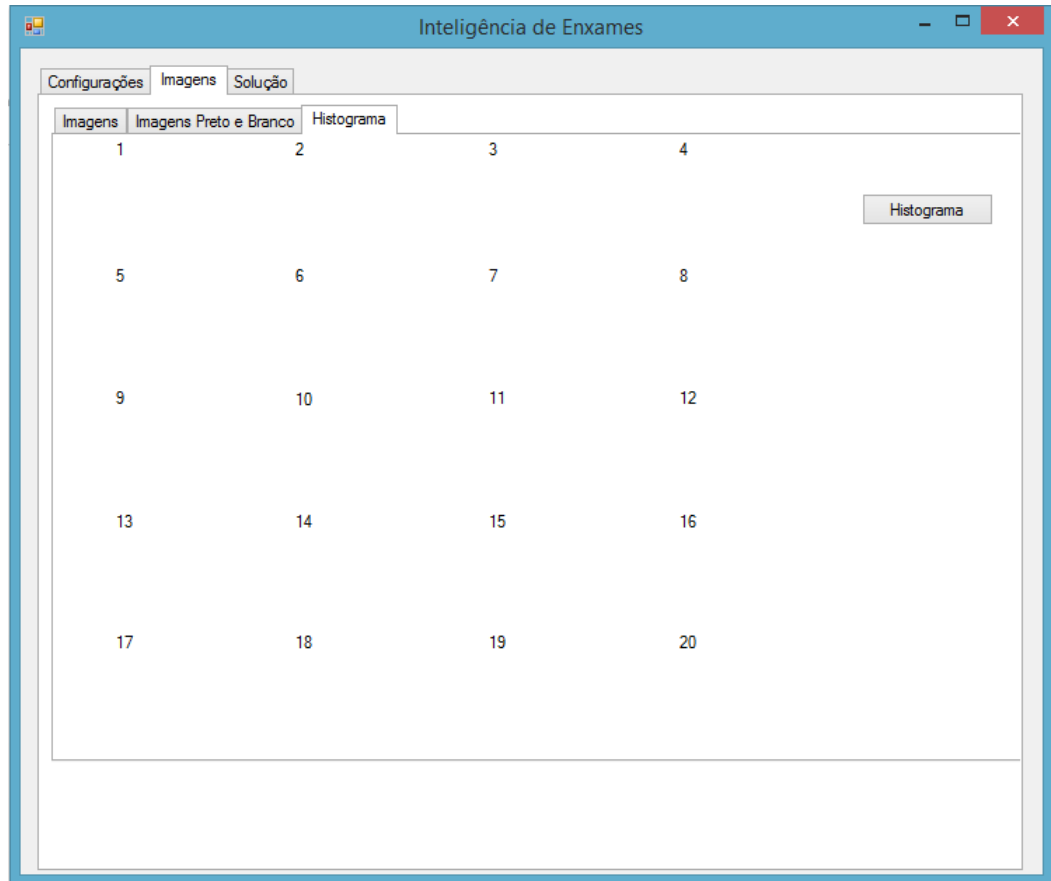 Inteligência de Enxames
Configurações Imagens Solução
Imagens Imagens Preto e Branco Histograma
1 2 3 4
Histograma
5 6 7 8
9 10 11 12
13 14 15 16
17 18 19 20